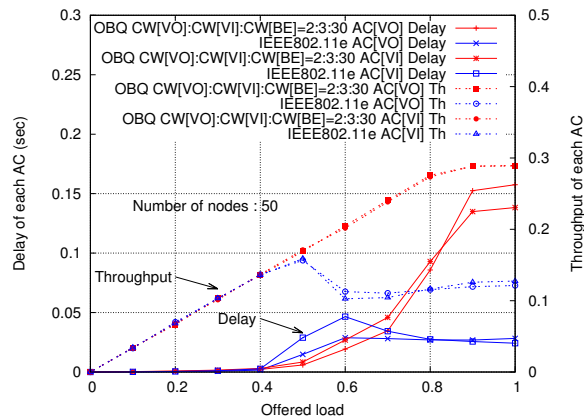 OBQ CW[VO]:CW[VI]:CW[BE]=2:3:30 AC[VO] Delay
IEEE802.11e AC[VO] Delay
OBQ CW[VO]:CW[VI]:CW[BE]=2:3:30 AC[VI] Delay
IEEE802.11e AC[VI] Delay
OBQ CW[VO]:CW[VI]:CW[BE]=2:3:30 AC[VO] Th
IEEE802.11e AC[VO] Th
OBQ CW[VO]:CW[VI]:CW[BE]=2:3:30 AC[VI] Th
IEEE802.11e AC[VI] Th
Number of nodes : 50
Throughput
Delay
Delay of each AC (sec)
0.3
0.25
0.2
0.15
0.1
0.05
0
Throughput of each AC
0.5
0.4
0.3
0.2
0.1
0
0
0.2
0.4
0.6
0.8
1
Offered load